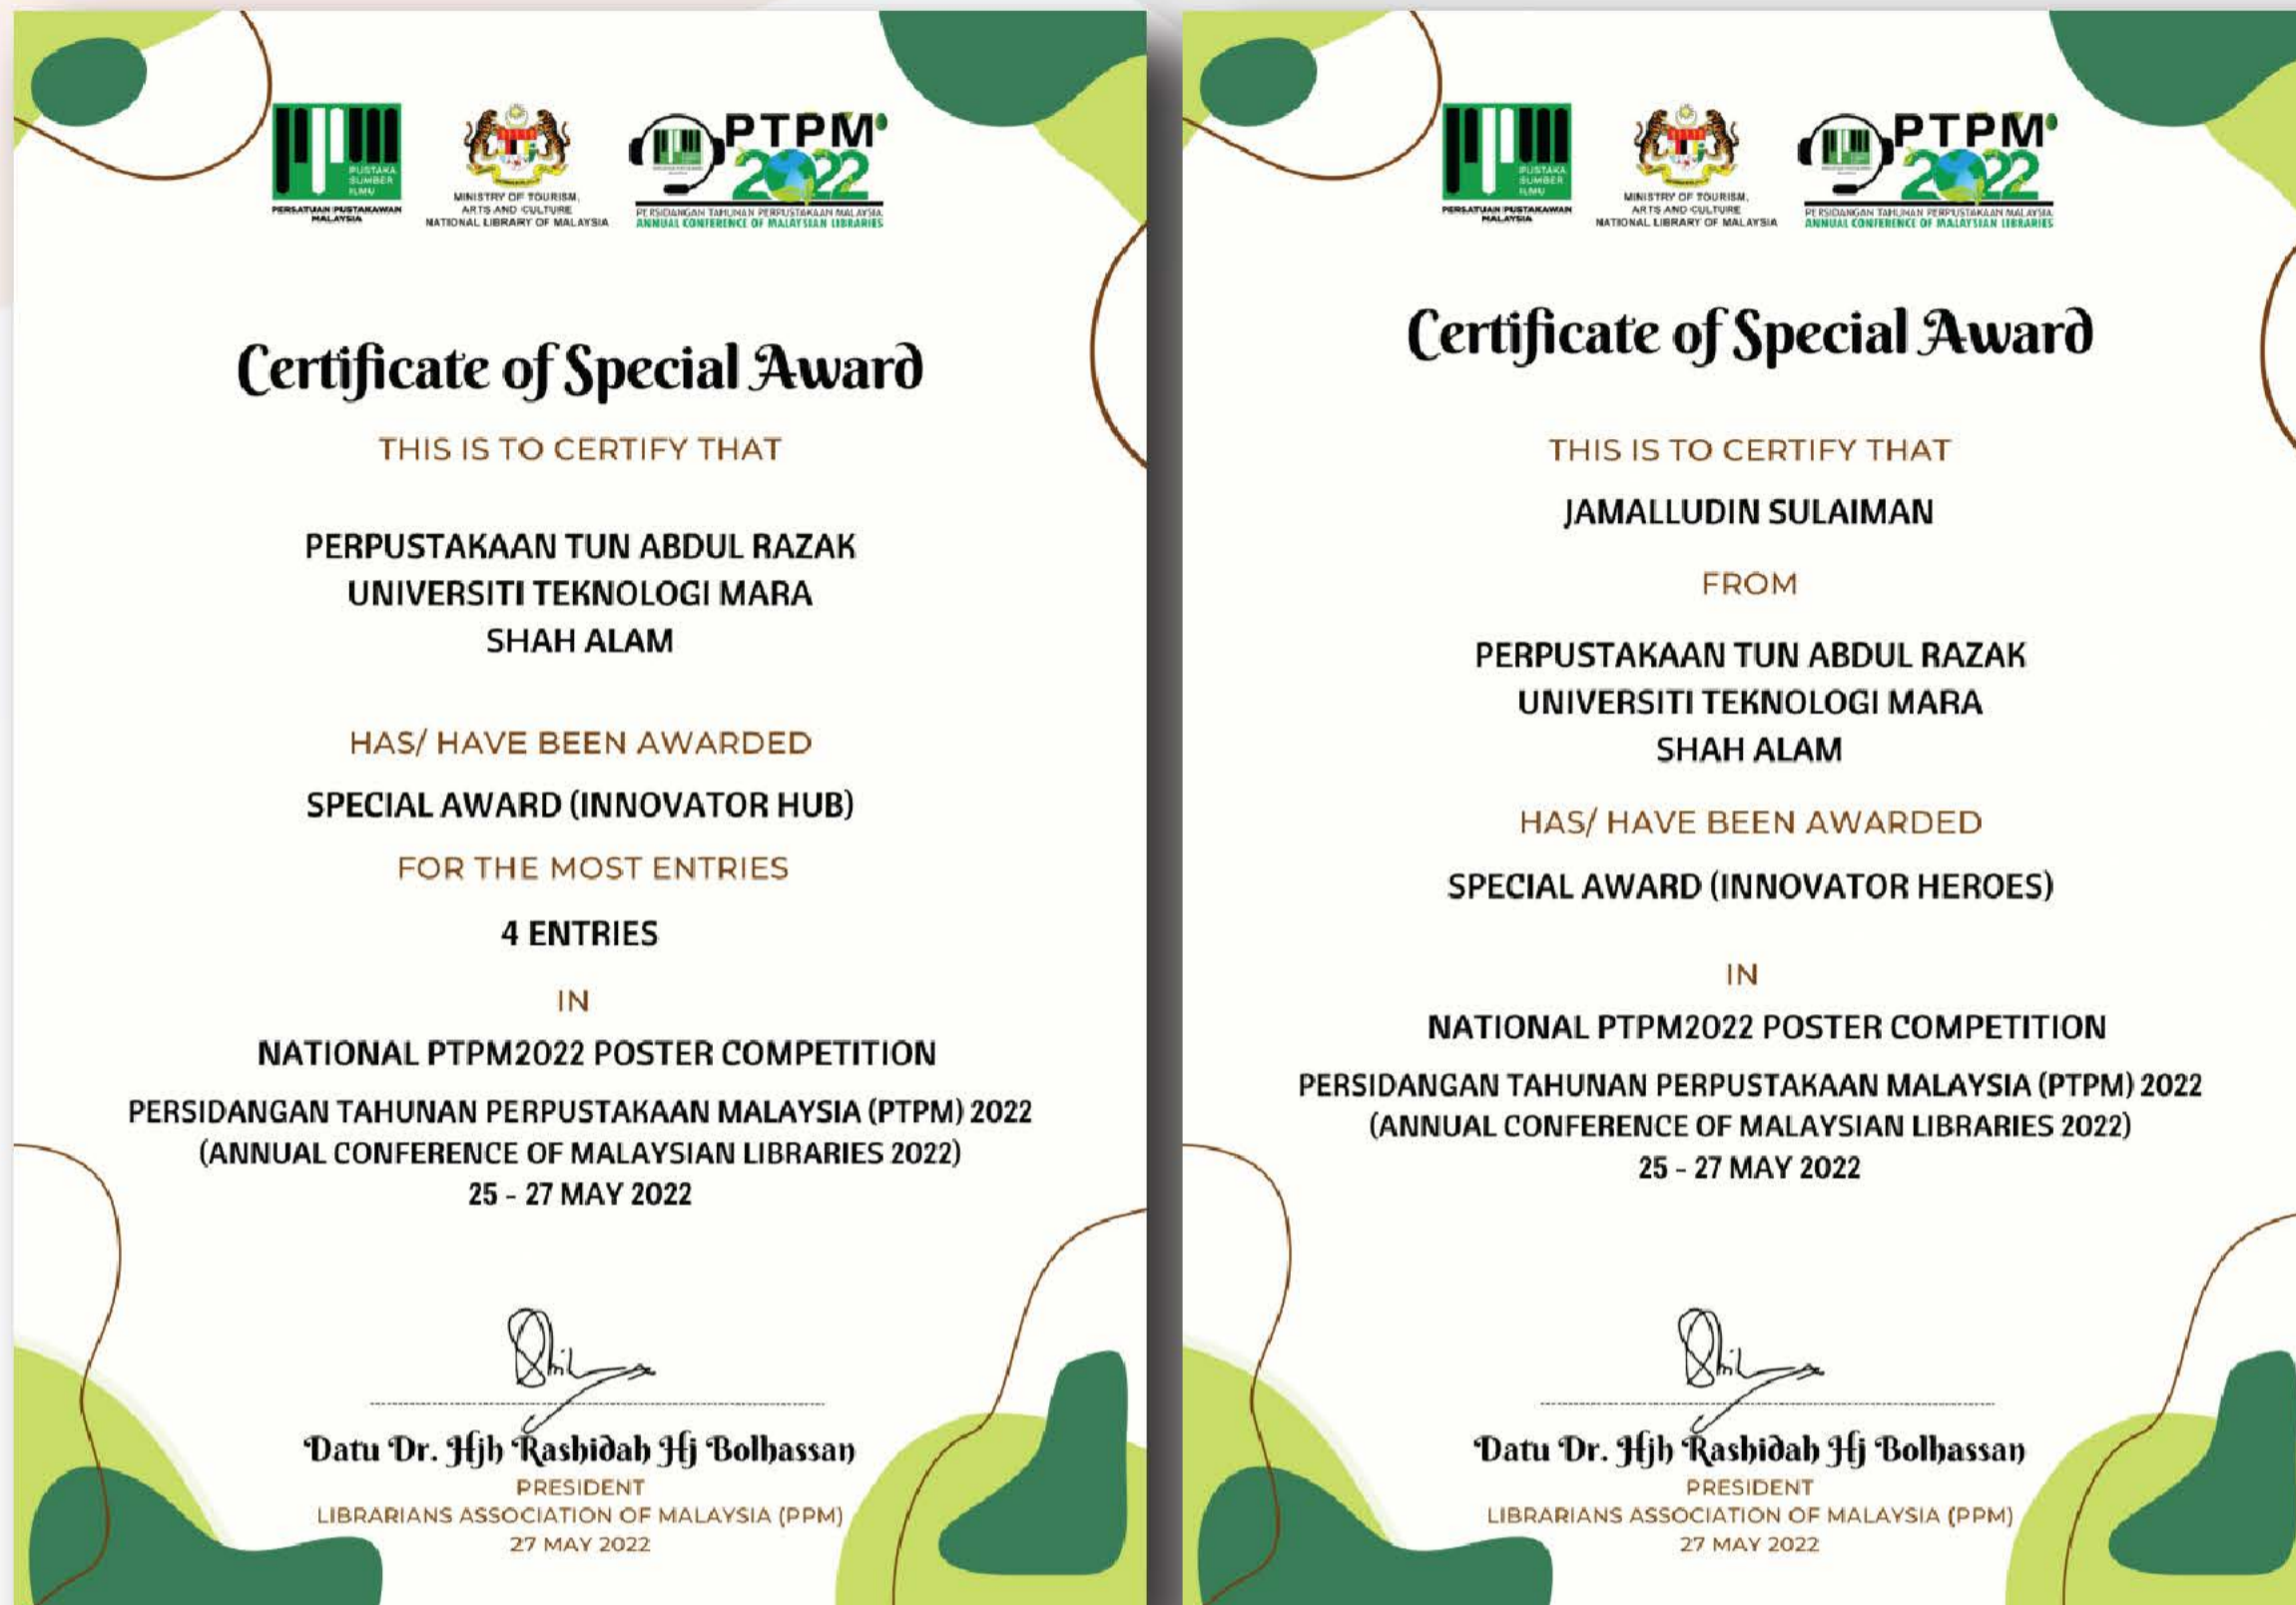 PUSTAKA
SUMBER
ILMU
PERSATUAN PUSTAKAWAN
MALAYSIA
MINISTRY OF TOURISM,
ARTS AND CULTURE
NATIONAL LIBRARY OF MALAYSIA
PTPM
2022
PERSIDANGAN TAHUNAN PERPUSTAKAAN MALAYSIA
ANNUAL CONFERENCE OF MALAYSIAN LIBRARIES
Certificate of Special Award
THIS IS TO CERTIFY THAT
PERPUSTAKAAN TUN ABDUL RAZAK
UNIVERSITI TEKNOLOGI MARA
SHAH ALAM
HAS/ HAVE BEEN AWARDED
SPECIAL AWARD (INNOVATOR HUB)
FOR THE MOST ENTRIES
4 ENTRIES
IN
NATIONAL PTPM2022 POSTER COMPETITION
PERSIDANGAN TAHUNAN PERPUSTAKAAN MALAYSIA (PTPM) 2022
(ANNUAL CONFERENCE OF MALAYSIAN LIBRARIES 2022)
25 - 27 MAY 2022
Datu Dr. Hjh Rashidah Hj Bolhassan
PRESIDENT
LIBRARIANS ASSOCIATION OF MALAYSIA (PPM)
27 MAY 2022
PUSTAKA
SUMBER
ILMU
PERSATUAN PUSTAKAWAN
MALAYSIA
MINISTRY OF TOURISM,
ARTS AND CULTURE
NATIONAL LIBRARY OF MALAYSIA
PTPM
2022
PERSIDANGAN TAHUNAN PERPUSTAKAAN MALAYSIA
ANNUAL CONFERENCE OF MALAYSIAN LIBRARIES
Certificate of Special Award
THIS IS TO CERTIFY THAT
JAMALLUDIN SULAIMAN
FROM
PERPUSTAKAAN TUN ABDUL RAZAK
UNIVERSITI TEKNOLOGI MARA
SHAH ALAM
HAS/ HAVE BEEN AWARDED
SPECIAL AWARD (INNOVATOR HEROES)
IN
NATIONAL PTPM2022 POSTER COMPETITION
PERSIDANGAN TAHUNAN PERPUSTAKAAN MALAYSIA (PTPM) 2022
(ANNUAL CONFERENCE OF MALAYSIAN LIBRARIES 2022)
25 - 27 MAY 2022
Datu Dr. Hjh Rashidah Hj Bolhassan
PRESIDENT
LIBRARIANS ASSOCIATION OF MALAYSIA (PPM)
27 MAY 2022